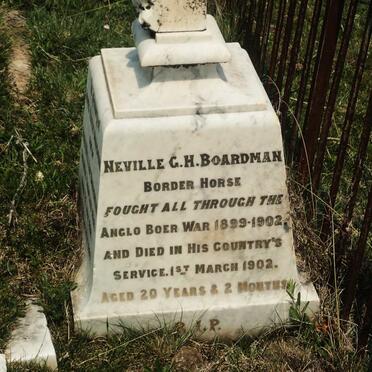 NEVILLE G.H. BOARDMAN
BORDER HORSE
FOUGHT ALL THROUGH THE
ANGLO BOER WAR 1899-1902.
AND DIED IN HIS COUNTRY'S
SERVICE. 1ST MARCH 1902.
AGED 20 YEARS & 2 MONTHS
R.I.P.